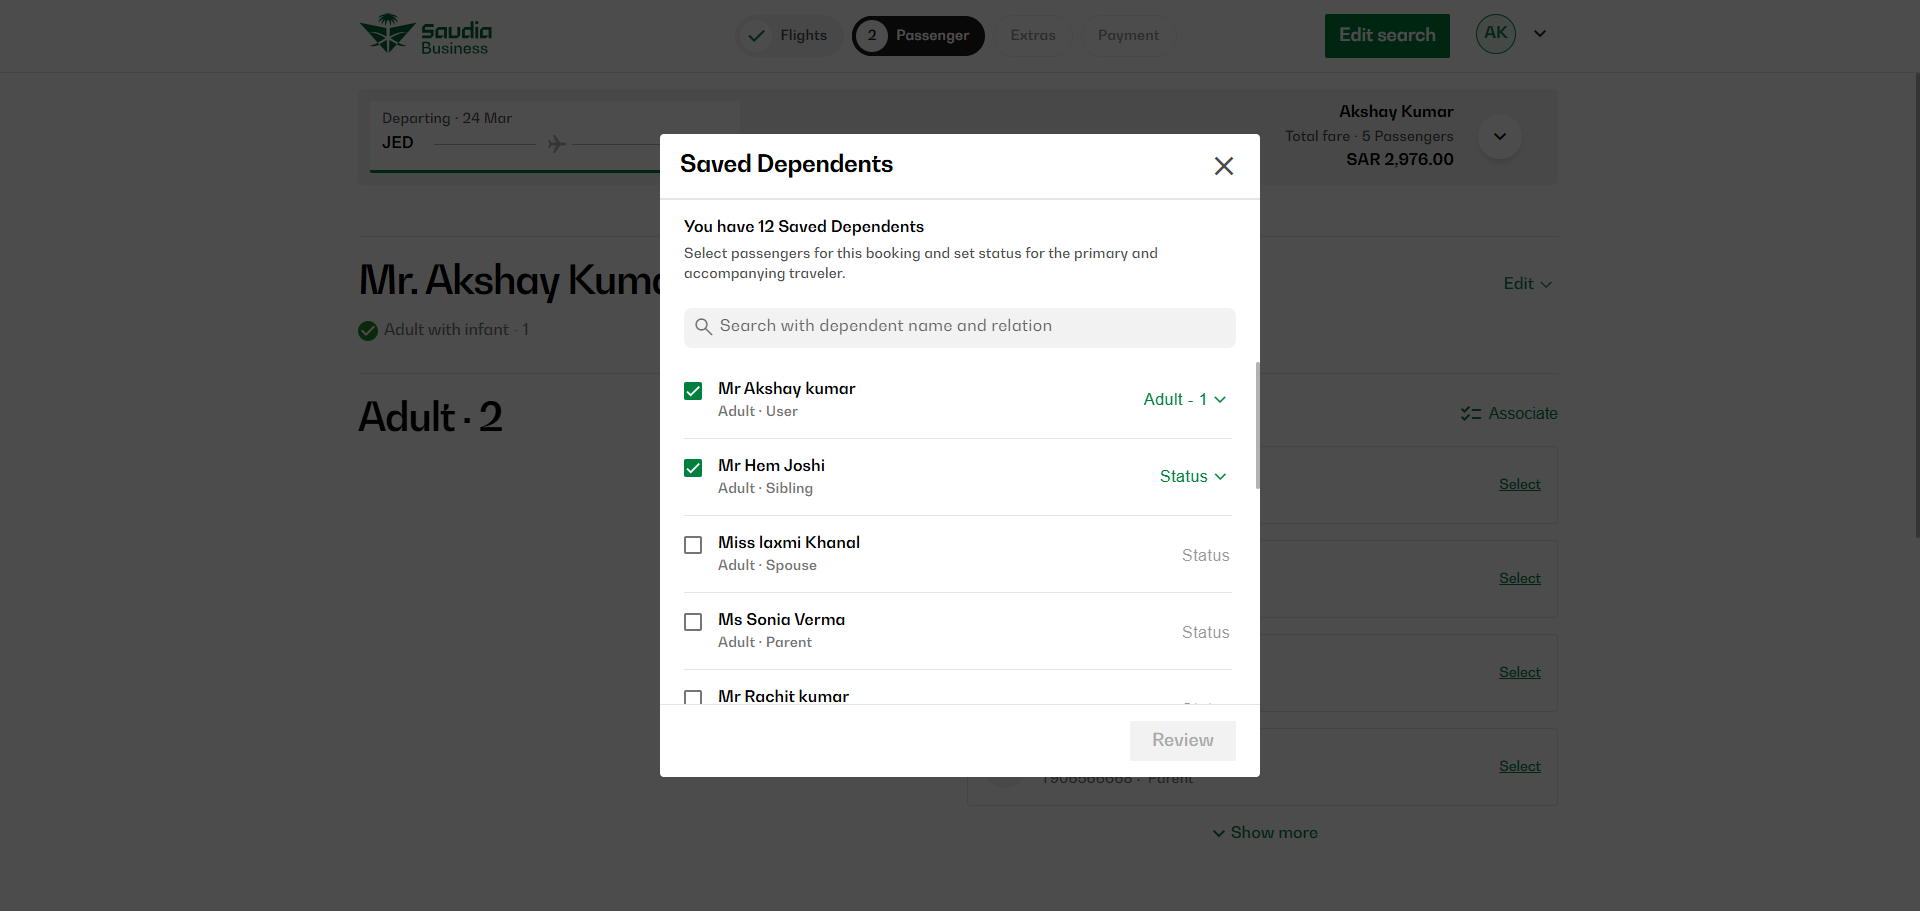 Saudia
Business
Flights
2 Passenger
Extras
Payment
Edit search
AK
Departing · 24 Mar
JED
Akshay Kumar
Total fare · 5 Passengers
SAR 2,976.00
Mr. Akshay
Adult with infant · 1
Edit
Adult · 2
Associate
Select
Select
Select
Select
Parent
Show more
Saved Dependents
You have 12 Saved Dependents
Select passengers for this booking and set status for the primary and
accompanying traveler.
Search with dependent name and relation
Mr Akshay kumar
Adult · User
Adult - 1
Mr Hem Joshi
Adult · Sibling
Status
Miss laxmi Khanal
Adult · Spouse
Status
Ms Sonia Verma
Adult · Parent
Status
Mr Rachit kumar
Review